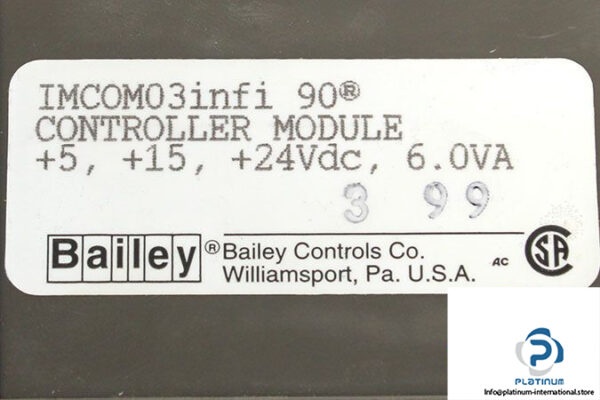 IMCOM03infi 90®
CONTROLLER MODULE
+5, +15, +24Vdc, 6.0VA
3 99
Bailey® Bailey Controls Co.
Williamsport, Pa. U.S.A.
AC SA
PLATINUM
Info@platinum-international.store